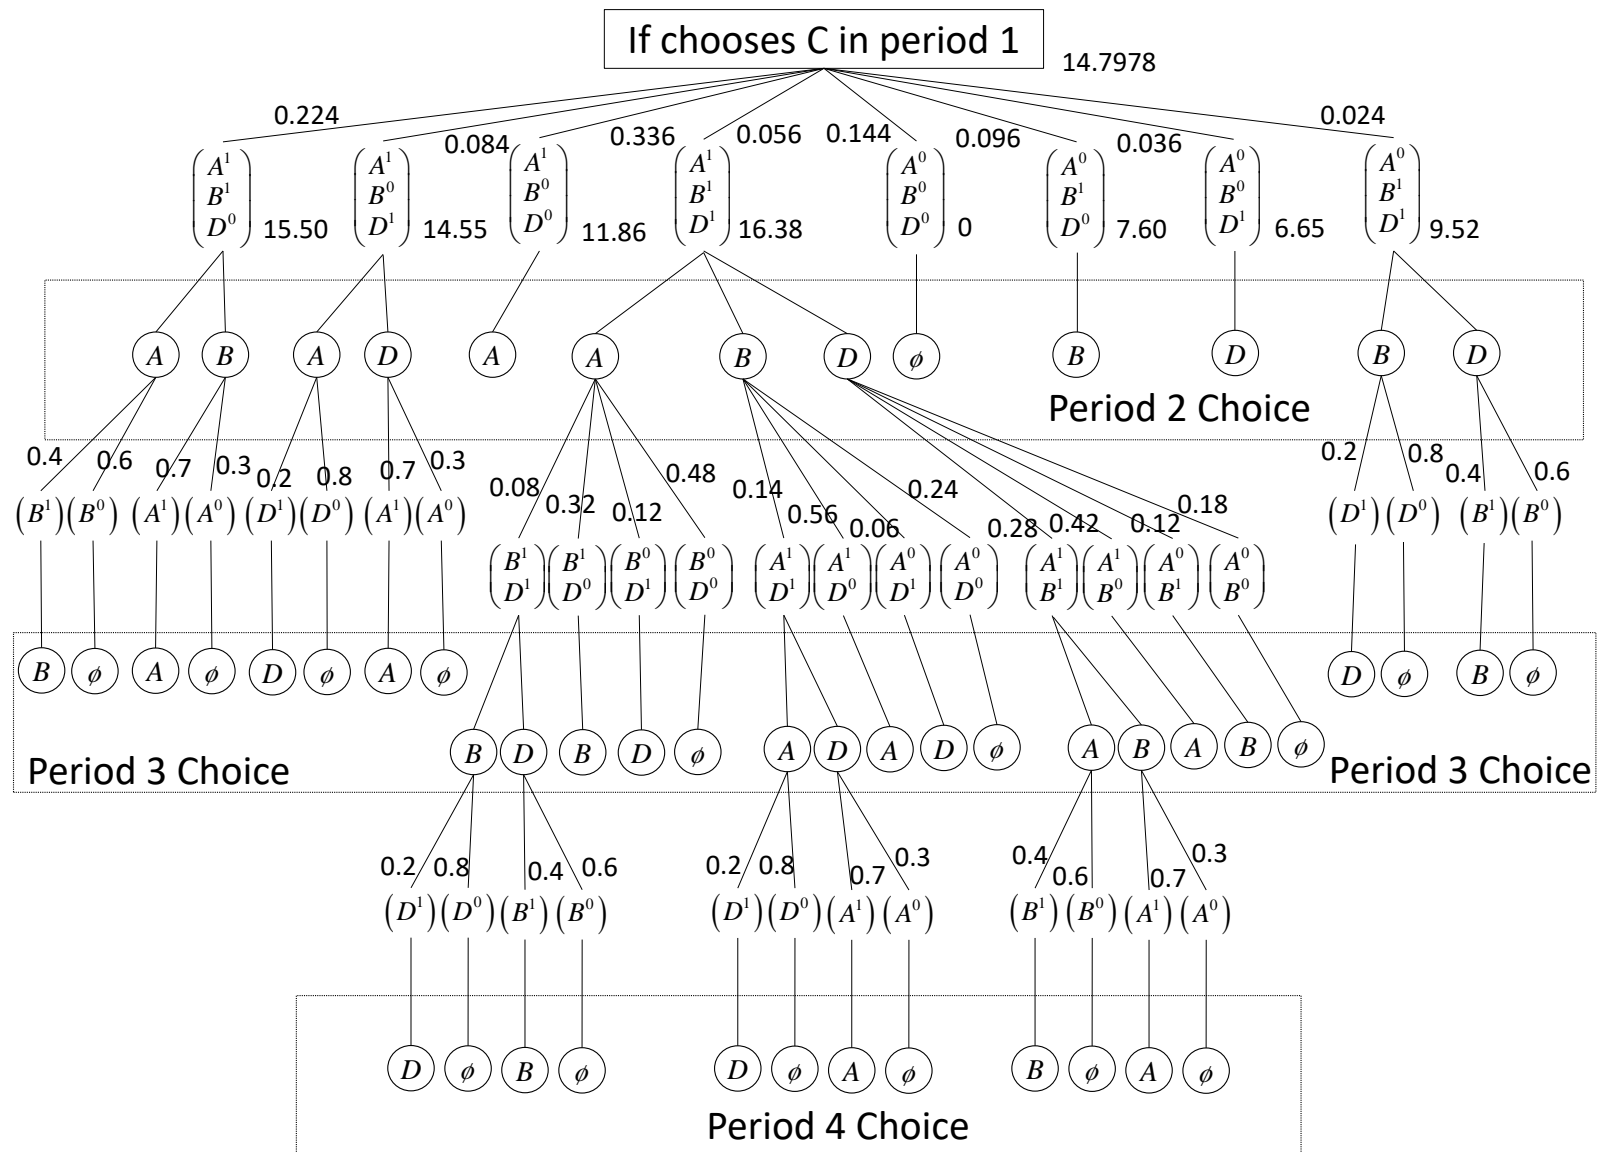 If chooses C in period 1
14.7978
0.224
0.084
0.336
0.056
0.144
0.096
0.036
0.024
(A¹ B¹ D⁰) 15.50
(A¹ B⁰ D¹) 14.55
(A¹ B⁰ D⁰) 11.86
(A¹ B¹ D¹) 16.38
(A⁰ B⁰ D⁰) 0
(A⁰ B¹ D⁰) 7.60
(A⁰ B⁰ D¹) 6.65
(A⁰ B¹ D¹) 9.52
A B A D A A B D ϕ B D B D
Period 2 Choice
0.4 0.6 0.7 0.3 0.2 0.8 0.7 0.3
0.08 0.32 0.12 0.48
0.14 0.56 0.06 0.24
0.28 0.42 0.12 0.18
0.2 0.8 0.4 0.6
(B¹) (B⁰) (A¹) (A⁰) (D¹) (D⁰) (A¹) (A⁰) (D¹) (D⁰) (B¹) (B⁰)
(B¹ D¹) (B¹ D⁰) (B⁰ D¹) (B⁰ D⁰) (A¹ D¹) (A¹ D⁰) (A⁰ D¹) (A⁰ D⁰) (A¹ B¹) (A¹ B⁰) (A⁰ B¹) (A⁰ B⁰)
B ϕ A ϕ D ϕ A ϕ D ϕ B ϕ
B D B D ϕ A D A D ϕ A B A B ϕ
Period 3 Choice
Period 3 Choice
0.2 0.8 0.4 0.6 0.2 0.8 0.7 0.3 0.4 0.6 0.7 0.3
(D¹) (D⁰) (B¹) (B⁰) (D¹) (D⁰) (A¹) (A⁰) (B¹) (B⁰) (A¹) (A⁰)
D ϕ B ϕ D ϕ A ϕ B ϕ A ϕ
Period 4 Choice